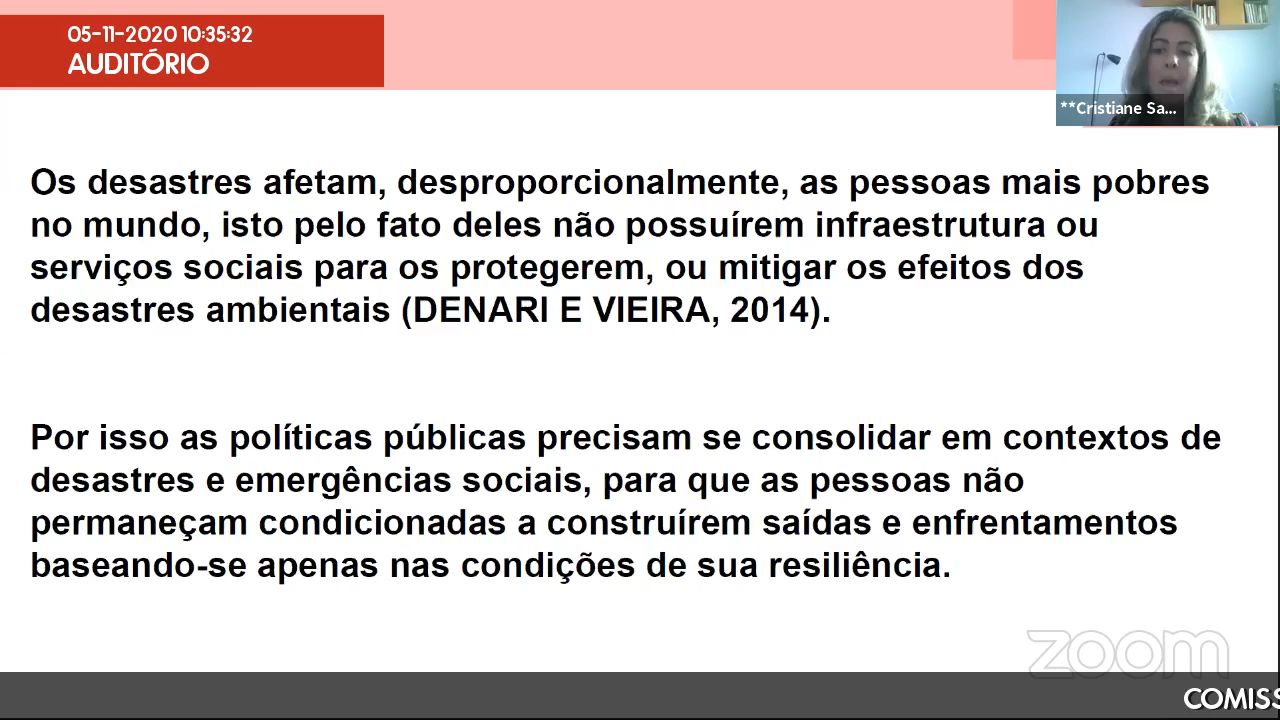 05-11-2020 10:35:32
AUDITÓRIO
**Cristiane Sa...
Os desastres afetam, desproporcionalmente, as pessoas mais pobres
no mundo, isto pelo fato deles não possuírem infraestrutura ou
serviços sociais para os protegerem, ou mitigar os efeitos dos
desastres ambientais (DENARI E VIEIRA, 2014).
Por isso as políticas públicas precisam se consolidar em contextos de
desastres e emergências sociais, para que as pessoas não
permaneçam condicionadas a construírem saídas e enfrentamentos
baseando-se apenas nas condições de sua resiliência.
zoom
COMISS